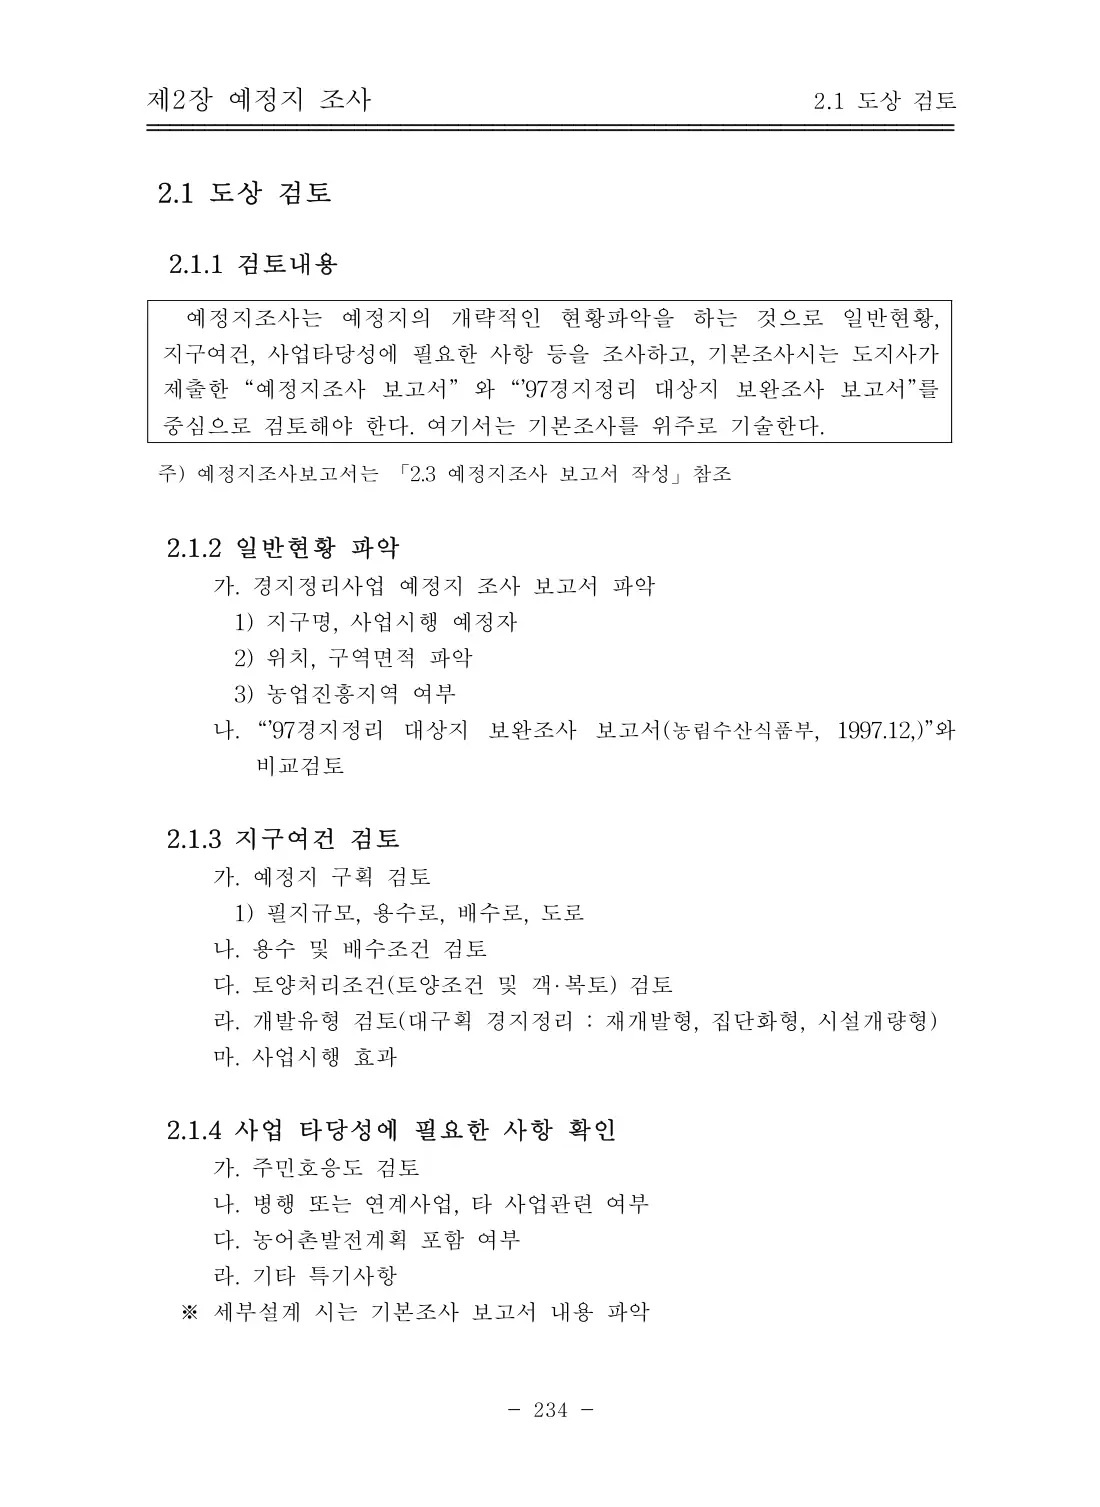 제2장 예정지 조사
2.1 도상 검토
2.1 도상 검토
2.1.1 검토내용
예정지조사는 예정지의 개략적인 현황파악을 하는 것으로 일반현황,
지구여건, 사업타당성에 필요한 사항 등을 조사하고, 기본조사시는 도지사가
제출한 “예정지조사 보고서” 와 “’97경지정리 대상지 보완조사 보고서”를
중심으로 검토해야 한다. 여기서는 기본조사를 위주로 기술한다.
주) 예정지조사보고서는 「2.3 예정지조사 보고서 작성」참조
2.1.2 일반현황 파악
가. 경지정리사업 예정지 조사 보고서 파악
1) 지구명, 사업시행 예정자
2) 위치, 구역면적 파악
3) 농업진흥지역 여부
나. “’97경지정리 대상지 보완조사 보고서(농림수산식품부, 1997.12,)”와
비교검토
2.1.3 지구여건 검토
가. 예정지 구획 검토
1) 필지규모, 용수로, 배수로, 도로
나. 용수 및 배수조건 검토
다. 토양처리조건(토양조건 및 객·복토) 검토
라. 개발유형 검토(대구획 경지정리 : 재개발형, 집단화형, 시설개량형)
마. 사업시행 효과
2.1.4 사업 타당성에 필요한 사항 확인
가. 주민호응도 검토
나. 병행 또는 연계사업, 타 사업관련 여부
다. 농어촌발전계획 포함 여부
라. 기타 특기사항
※ 세부설계 시는 기본조사 보고서 내용 파악
- 234 -